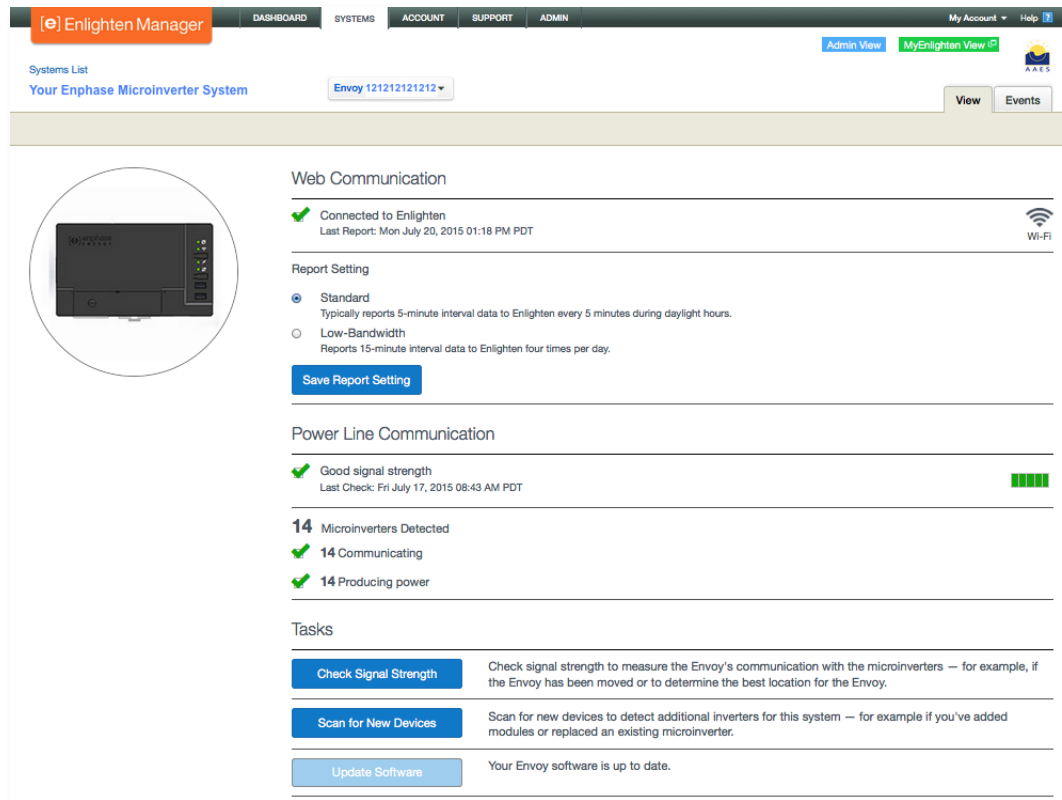 [e] Enlighten Manager
DASHBOARD SYSTEMS ACCOUNT SUPPORT ADMIN
My Account Help ?
Admin View MyEnlighten View
AAES
Systems List
Your Enphase Microinverter System
Envoy 121212121212
View Events
Web Communication
Connected to Enlighten
Last Report: Mon July 20, 2015 01:18 PM PDT
Wi-Fi
[e] enphase
Report Setting
Standard
Typically reports 5-minute interval data to Enlighten every 5 minutes during daylight hours.
Low-Bandwidth
Reports 15-minute interval data to Enlighten four times per day.
Save Report Setting
Power Line Communication
Good signal strength
Last Check: Fri July 17, 2015 08:43 AM PDT
14 Microinverters Detected
14 Communicating
14 Producing power
Tasks
Check Signal Strength
Check signal strength to measure the Envoy's communication with the microinverters — for example, if
the Envoy has been moved or to determine the best location for the Envoy.
Scan for New Devices
Scan for new devices to detect additional inverters for this system — for example if you've added
modules or replaced an existing microinverter.
Update Software
Your Envoy software is up to date.